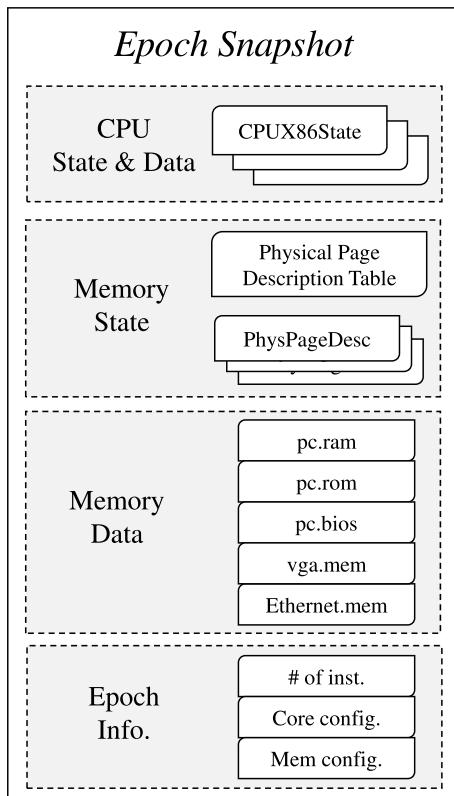 Epoch Snapshot
CPU
State & Data
CPUX86State
Memory
State
Physical Page
Description Table
PhysPageDesc
Memory
Data
pc.ram
pc.rom
pc.bios
vga.mem
Ethernet.mem
Epoch
Info.
# of inst.
Core config.
Mem config.